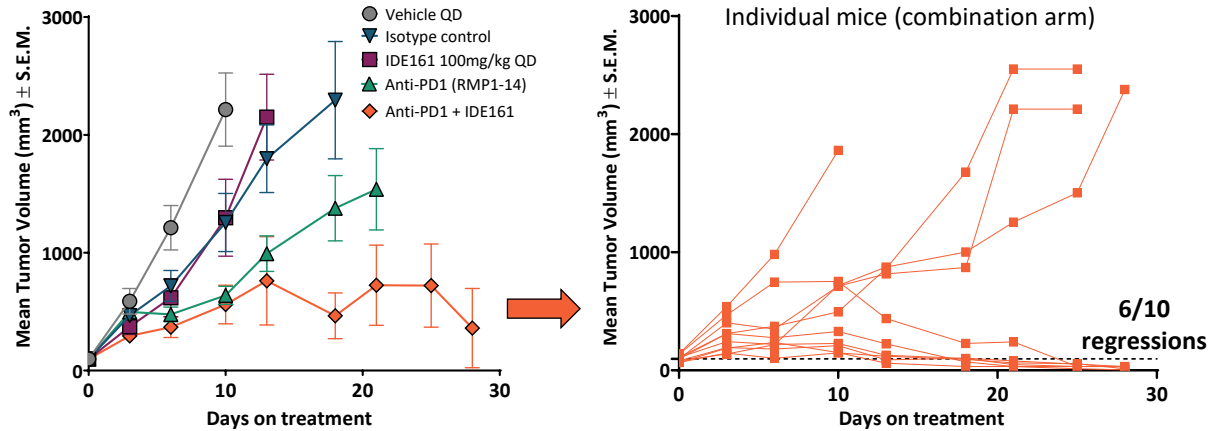 Mean Tumor Volume (mm³) ± S.E.M.
3000
2000
1000
0
0
10
20
30
Days on treatment
Vehicle QD
Isotype control
IDE161 100mg/kg QD
Anti-PD1 (RMP1-14)
Anti-PD1 + IDE161
Individual mice (combination arm)
Mean Tumor Volume (mm³) ± S.E.M.
3000
2000
1000
0
0
10
20
30
Days on treatment
6/10
regressions